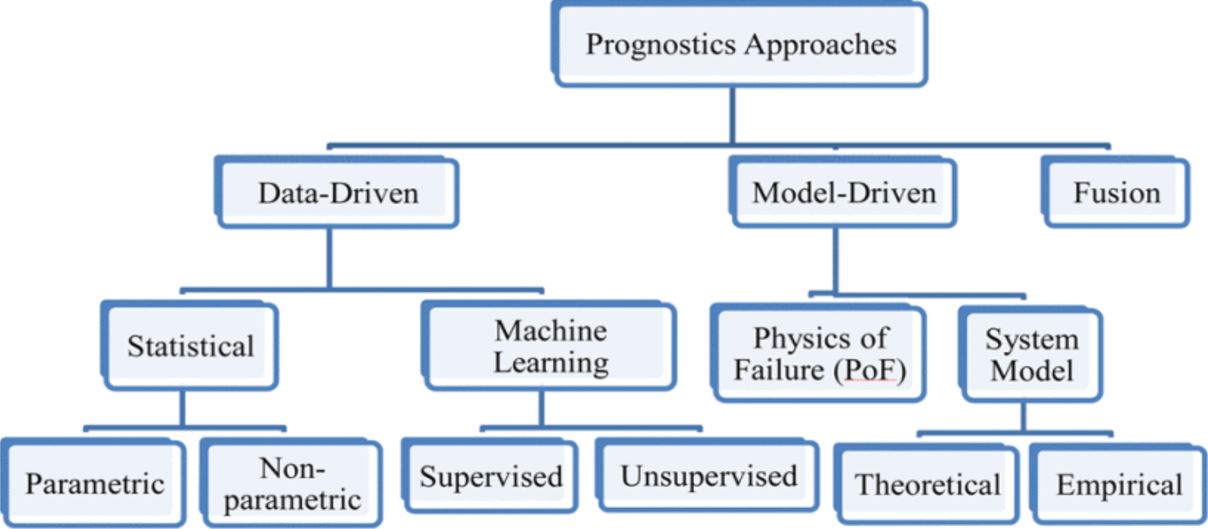 Prognostics Approaches
Data-Driven
Model-Driven
Fusion
Statistical
Machine
Learning
Physics of
Failure (PoF)
System
Model
Parametric
Non-
parametric
Supervised
Unsupervised
Theoretical
Empirical